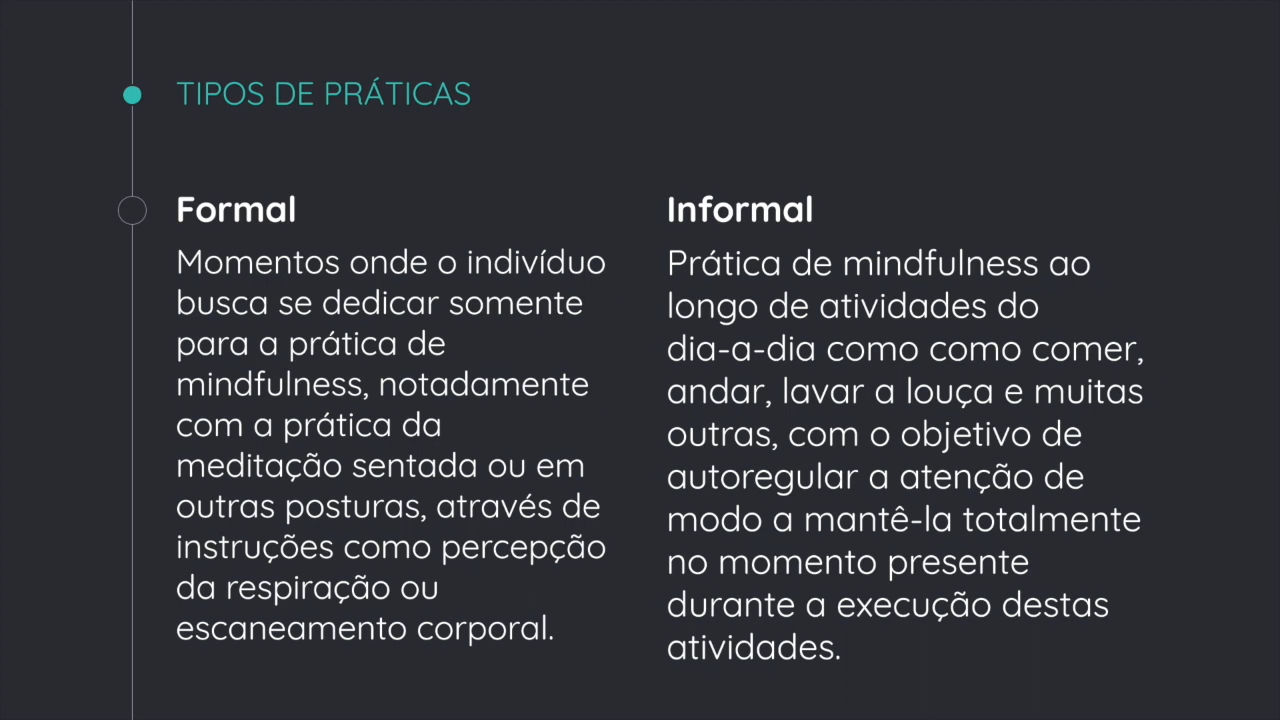 TIPOS DE PRÁTICAS
Formal
Momentos onde o indivíduo
busca se dedicar somente
para a prática de
mindfulness, notadamente
com a prática da
meditação sentada ou em
outras posturas, através de
instruções como percepção
da respiração ou
escaneamento corporal.
Informal
Prática de mindfulness ao
longo de atividades do
dia-a-dia como como comer,
andar, lavar a louça e muitas
outras, com o objetivo de
autoregular a atenção de
modo a mantê-la totalmente
no momento presente
durante a execução destas
atividades.